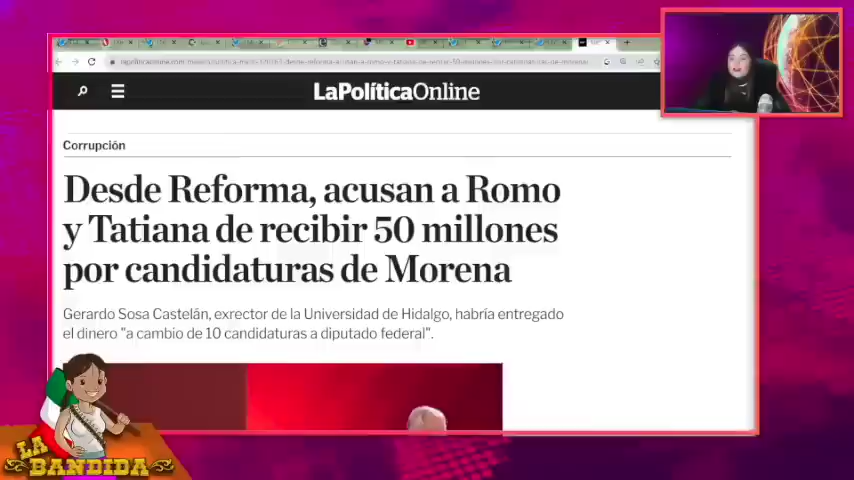 LaPolíticaOnline
Corrupción
Desde Reforma, acusan a Romo
y Tatiana de recibir 50 millones
por candidaturas de Morena
Gerardo Sosa Castelán, exrector de la Universidad de Hidalgo, habría entregado
el dinero "a cambio de 10 candidaturas a diputado federal".
LA
BANDIDA